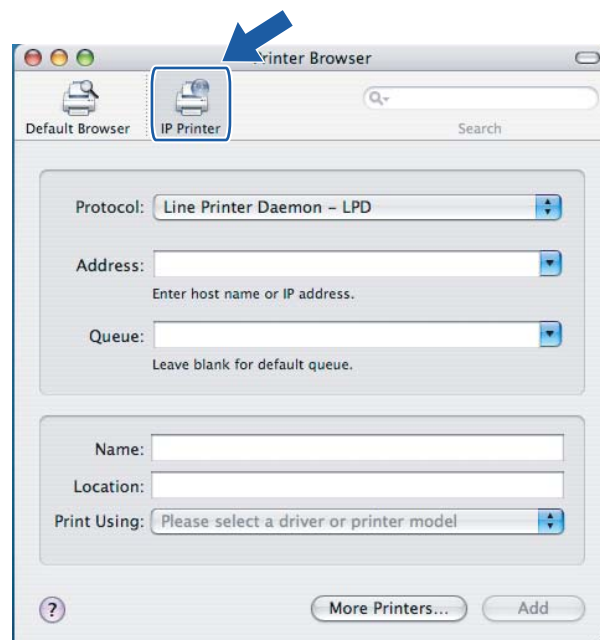 Printer Browser
Default Browser
IP Printer
Search
Protocol: Line Printer Daemon – LPD
Address:
Enter host name or IP address.
Queue:
Leave blank for default queue.
Name:
Location:
Print Using: Please select a driver or printer model
?
More Printers...
Add